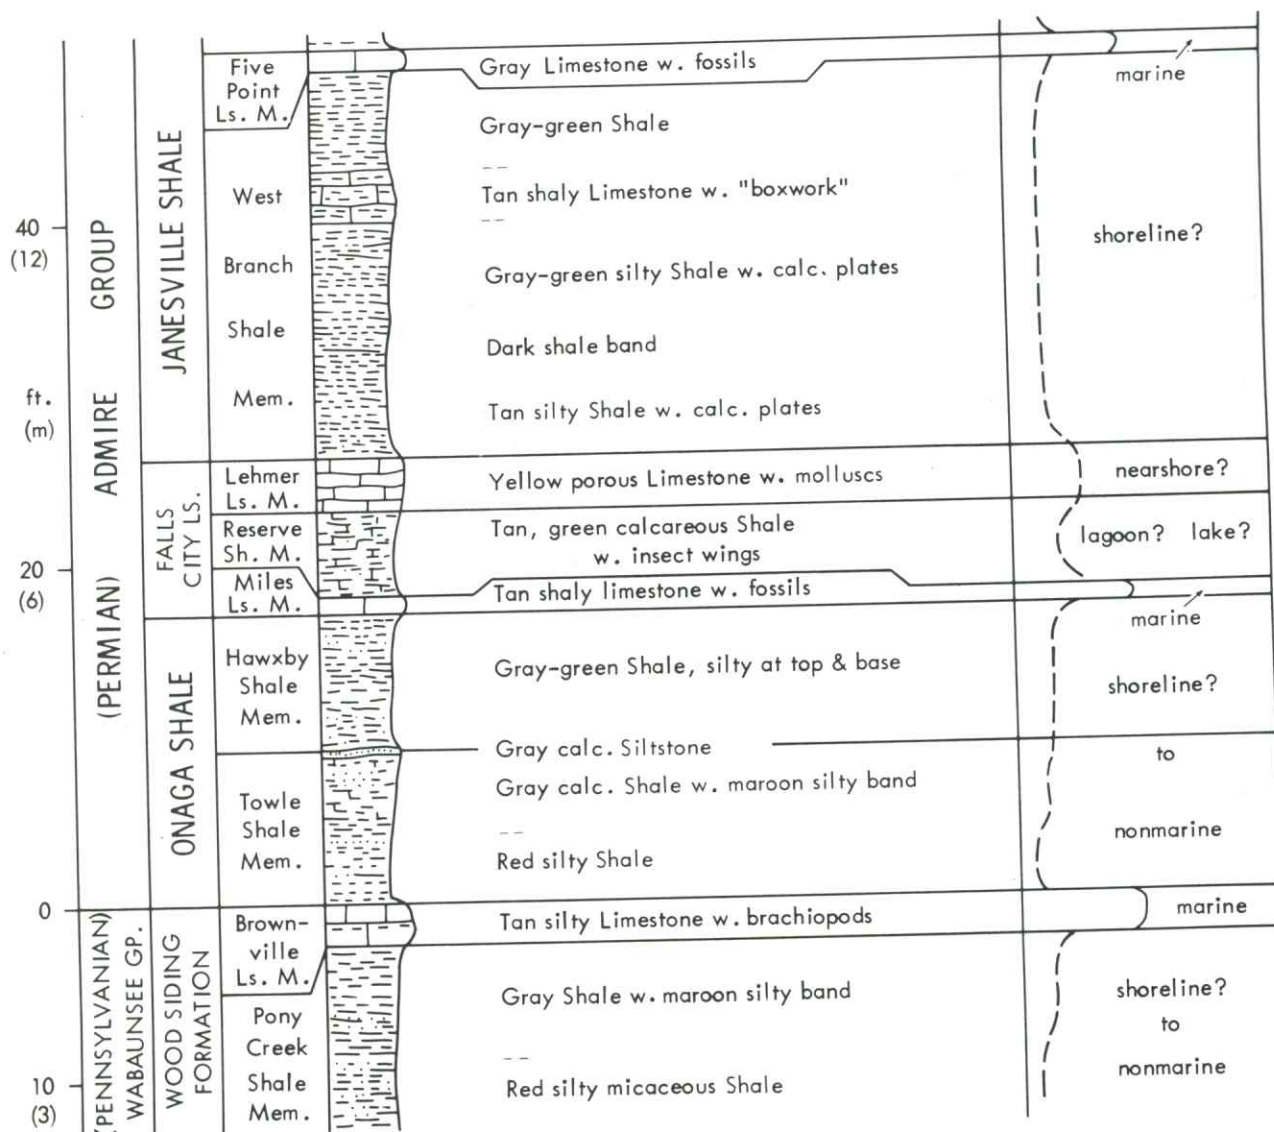 Five
Point
Ls. M.
Gray Limestone w. fossils
marine
Gray-green Shale
West
Tan shaly Limestone w. "boxwork"
40
(12)
shoreline?
Branch
Gray-green silty Shale w. calc. plates
Shale
Dark shale band
ft.
(m)
Mem.
Tan silty Shale w. calc. plates
JANESVILLE SHALE
(PERMIAN) ADMIRE GROUP
Lehmer
Ls. M.
Yellow porous Limestone w. molluscs
nearshore?
FALLS
CITY LS.
Reserve
Sh. M.
Tan, green calcareous Shale
w. insect wings
lagoon? lake?
20
(6)
Miles
Ls. M.
Tan shaly limestone w. fossils
marine
ONAGA SHALE
Hawxby
Shale
Mem.
Gray-green Shale, silty at top & base
shoreline?
Gray calc. Siltstone
to
Gray calc. Shale w. maroon silty band
Towle
Shale
Mem.
nonmarine
Red silty Shale
0
Brown-
ville
Ls. M.
Tan silty Limestone w. brachiopods
marine
(PENNSYLVANIAN)
WABAUNSEE GP.
WOOD SIDING
FORMATION
Gray Shale w. maroon silty band
shoreline?
to
nonmarine
Pony
Creek
Shale
Mem.
10
(3)
Red silty micaceous Shale